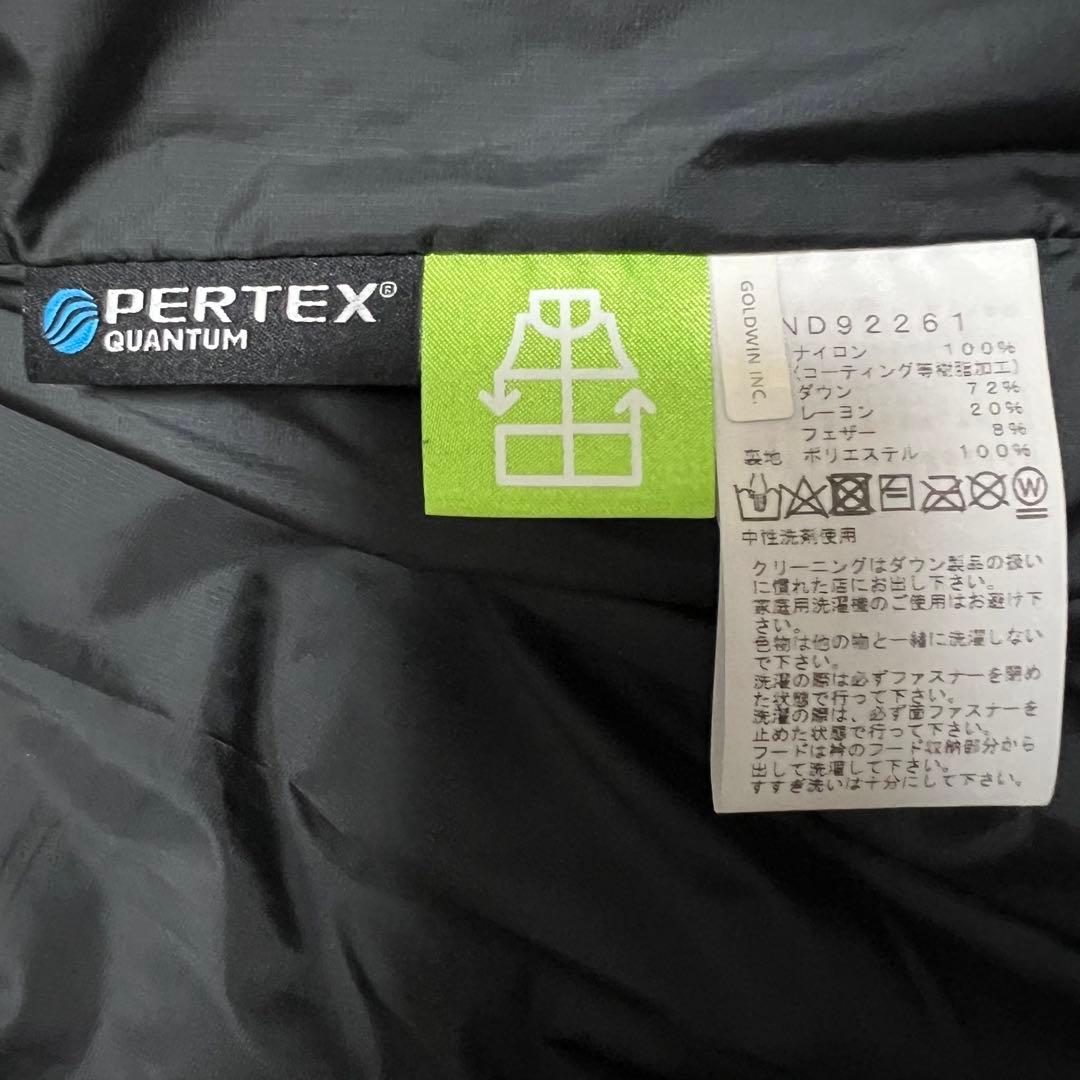 PERTEX®
QUANTUM
GOLDWIN INC.
ND92261
ナイロン 100%
(コーティング等樹脂加工)
ダウン 72%
レーヨン 20%
フェザー 8%
裏地 ポリエステル 100%
W
中性洗剤使用
クリーニングはダウン製品の扱い
に慣れた店にお出し下さい。
家庭用洗濯機のご使用はお避け下
さい。
色物は他の物と一緒に洗濯しない
で下さい。
洗濯の際は必ずファスナーを閉め
た状態で行って下さい。
洗濯の際は、必ず面ファスナーを
止めた状態で行って下さい。
フードは衿のフード収納部分から
出して洗濯して下さい。
すすぎ洗いは十分にして下さい。